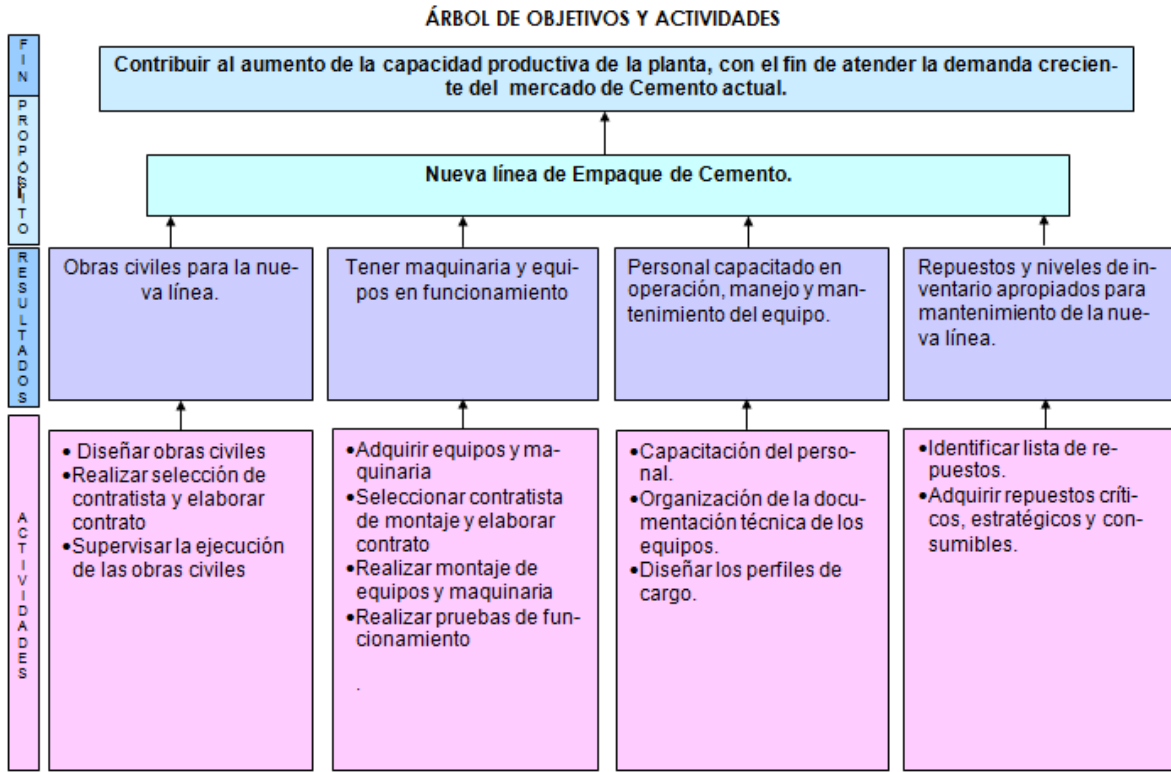 ÁRBOL DE OBJETIVOS Y ACTIVIDADES
FIN
Contribuir al aumento de la capacidad productiva de la planta, con el fin de atender la demanda crecien-
te del mercado de Cemento actual.
PROPÓSITO
Nueva línea de Empaque de Cemento.
RESULTADOS
Obras civiles para la nue-
va línea.
Tener maquinaria y equi-
pos en funcionamiento
Personal capacitado en
operación, manejo y man-
tenimiento del equipo.
Repuestos y niveles de in-
ventario apropiados para
mantenimiento de la nue-
va línea.
ACTIVIDADES
• Diseñar obras civiles
•Realizar selección de
contratista y elaborar
contrato
•Supervisar la ejecución
de las obras civiles
•Adquirir equipos y ma-
quinaria
•Seleccionar contratista
de montaje y elaborar
contrato
•Realizar montaje de
equipos y maquinaria
•Realizar pruebas de fun-
cionamiento
.
•Capacitación del perso-
nal.
•Organización de la docu-
mentación técnica de los
equipos.
•Diseñar los perfiles de
cargo.
•Identificar lista de re-
puestos.
•Adquirir repuestos críti-
cos, estratégicos y con-
sumibles.